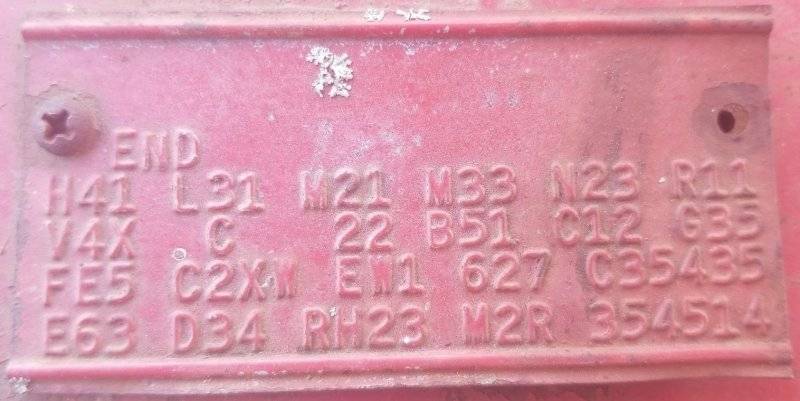 END
H41 L31 M21 M33 N23 R11
V4X C 22 B51 C12 G35
FE5 C2XW EW1 627 C35435
E63 D34 RH23 M2R 354514